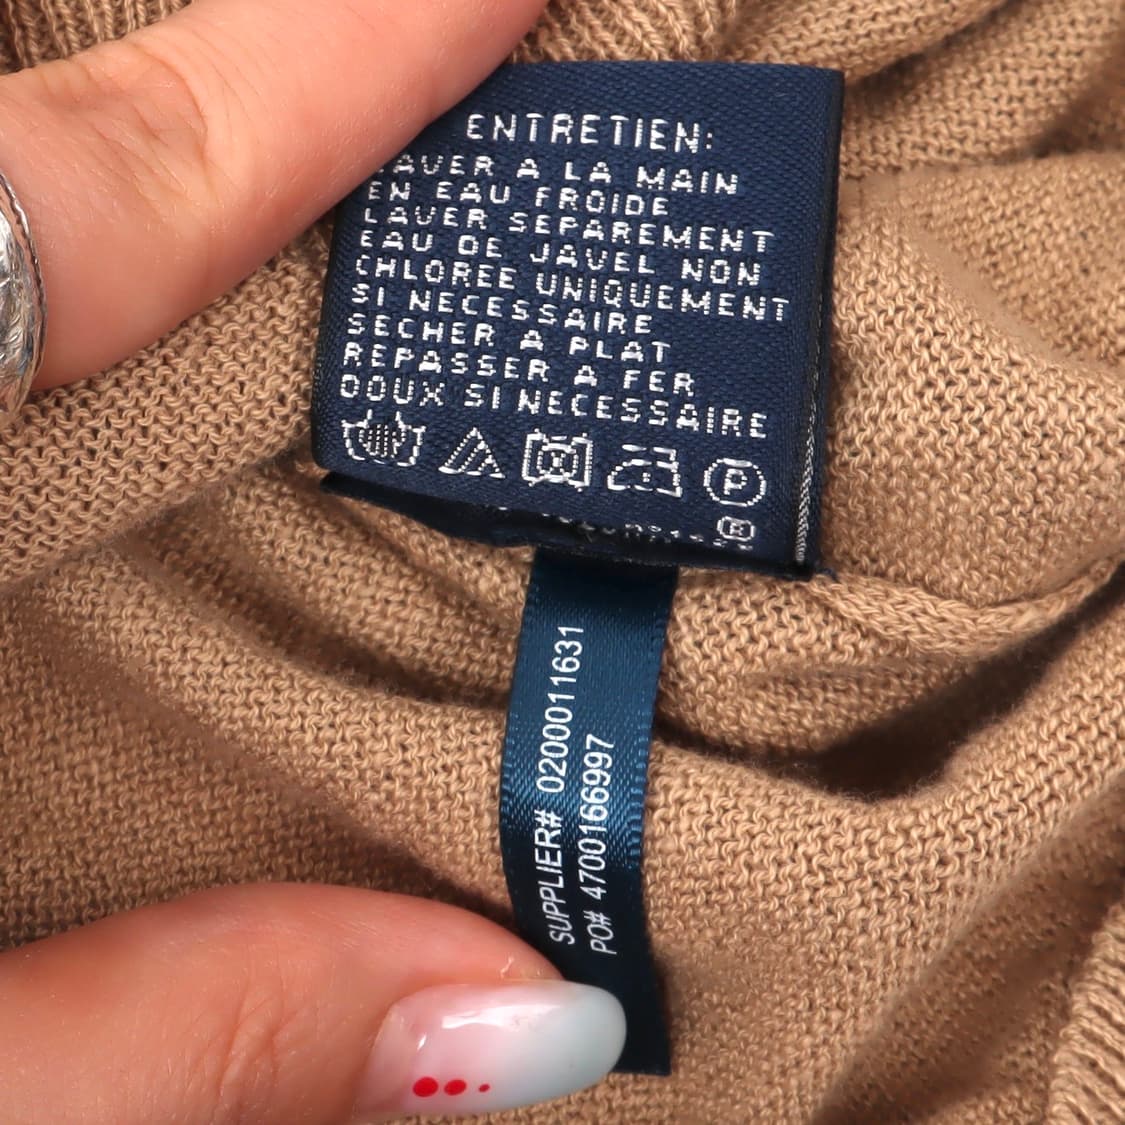 ENTRETIEN:
LAVER A LA MAIN
EN EAU FROIDE
LAVER SEPAREMENT
EAU DE JAVEL NON
CHLOREE UNIQUEMENT
SI NECESSAIRE
SECHER A PLAT
REPASSER A FER
DOUX SI NECESSAIRE
P
®
SUPPLIER# 0200011631
PO# 4700166997